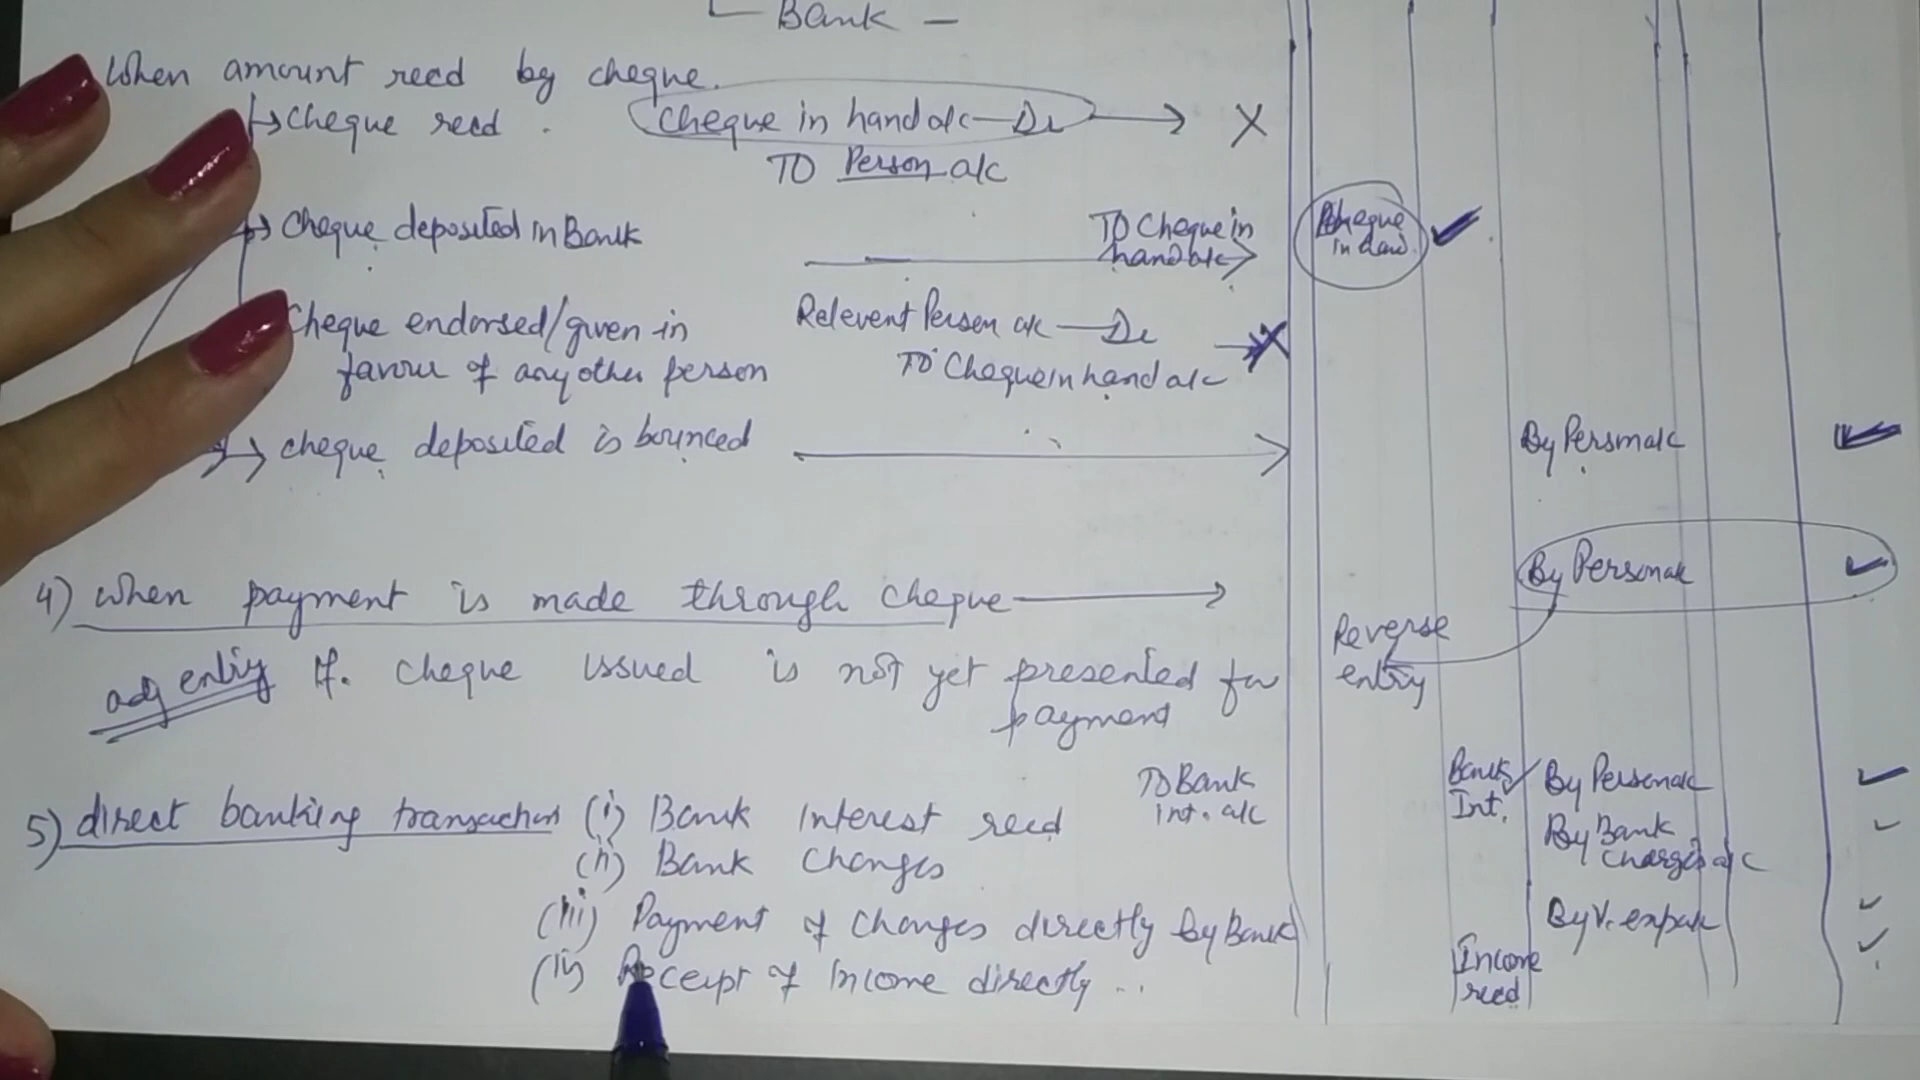 Bank —
When amount recd by cheque.
Cheque recd. Cheque in hand a/c — Dr X
TO Person a/c
Cheque deposited in Bank TO Cheque in hand a/c Cheque in
Cheque endorsed/given in Relevent Person a/c — Dr X
favour of any other person TO Cheque in hand a/c
cheque deposited is bounced By Person a/c
4) when payment is made through cheque By Person a/c
Reverse entry
adj entry If cheque issued is not yet presented for
payment
5) direct banking transactions (i) Bank Interest recd TO Bank int. a/c Bank Int. By Person a/c
(ii) Bank Charges By Bank Charges a/c
(iii) Payment of Charges directly by Bank By V. exp a/c
(iv) Receipt of Income directly .. Income recd